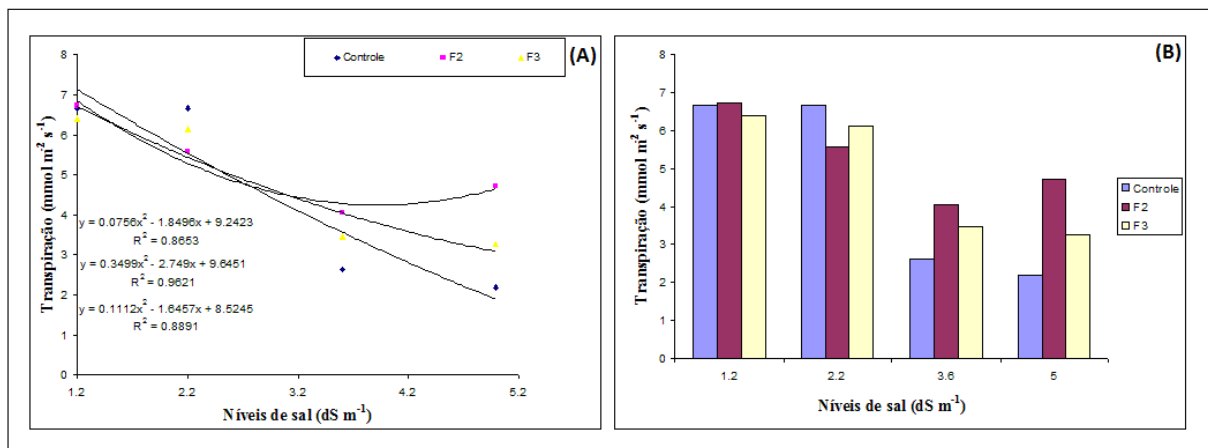 (A)
Controle F2 F3
8
7
6
5
4
3
2
1
0
Transpiração (mmol m⁻² s⁻¹)
y = 0.0756x² - 1.8496x + 9.2423
R² = 0.8653
y = 0.3499x² - 2.749x + 9.6451
R² = 0.9621
y = 0.1112x² - 1.6457x + 8.5245
R² = 0.8891
1.2 2.2 3.2 4.2 5.2
Níveis de sal (dS m⁻¹)
(B)
8
7
6
5
4
3
2
1
0
Transpiração (mmol m⁻² s⁻¹)
Controle
F2
F3
1.2 2.2 3.6 5
Níveis de sal (dS m⁻¹)